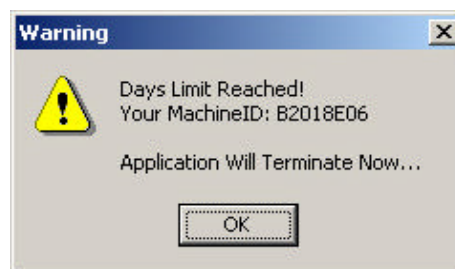 Warning
Days Limit Reached!
Your MachineID: B2018E06
Application Will Terminate Now...
OK